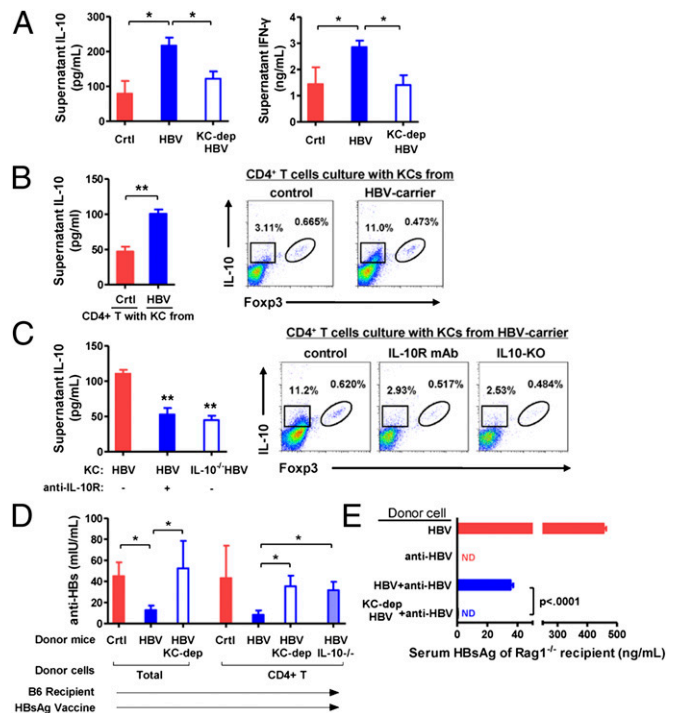 A
Supernatant IL-10
(pg/mL)
300
200
100
0
*
*
Crtl
HBV
KC-dep
HBV
Supernatant IFN-γ
(ng/mL)
4
3
2
1
0
*
*
Crtl
HBV
KC-dep
HBV
B
Supernatant IL-10
(pg/ml)
150
100
50
0
**
Crtl HBV
CD4+ T with KC from
CD4⁺ T cells culture with KCs from
control HBV-carrier
3.11% 0.665%
11.0% 0.473%
IL-10
Foxp3
C
Supernatant IL-10
(pg/mL)
150
100
50
0
** **
KC: HBV HBV IL-10⁻/⁻HBV
anti-IL-10R - + -
CD4⁺ T cells culture with KCs from HBV-carrier
control IL-10R mAb IL10-KO
11.2% 0.620%
2.93% 0.517%
2.53% 0.484%
IL-10
Foxp3
D
anti-HBs (mIU/mL)
100
80
60
40
20
0
* * * *
Donor mice Crtl HBV HBV Crtl HBV HBV HBV
KC-dep KC-dep IL-10-/-
Donor cells
Total CD4+ T
B6 Recipient
HBsAg Vaccine
E
Donor cell
HBV
anti-HBV ND
HBV+anti-HBV
KC-dep
HBV +anti-HBV ND
p<.0001
0 10 20 30 40 50 300 400 500
Serum HBsAg of Rag1⁻/⁻ recipient (ng/mL)